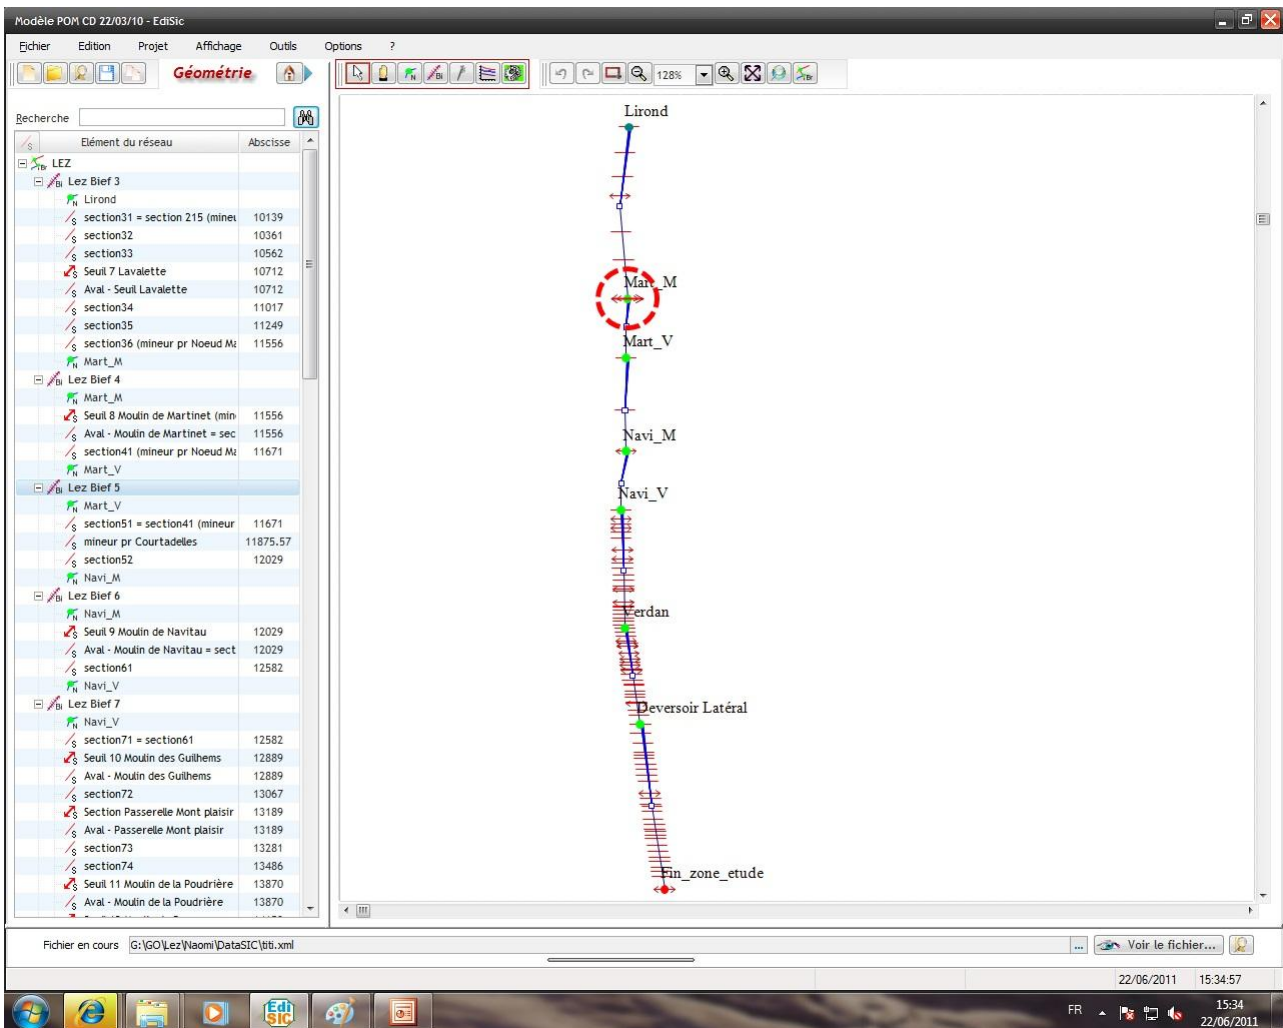 Modèle POM CD 22/03/10 - EdiSic
Fichier Edition Projet Affichage Outils Options ?
Géométrie
Bi
128%
Br
Recherche
S Elément du réseau Abscisse
Br LEZ
Bi Lez Bief 3
N Lirond
S section31 = section 215 (mineu 10139
S section32 10361
S section33 10562
S Seuil 7 Lavalette 10712
S Aval - Seuil Lavalette 10712
S section34 11017
S section35 11249
S section36 (mineur pr Noeud Ma 11556
N Mart_M
Bi Lez Bief 4
N Mart_M
S Seuil 8 Moulin de Martinet (min 11556
S Aval - Moulin de Martinet = sec 11556
S section41 (mineur pr Noeud Ma 11671
N Mart_V
Bi Lez Bief 5
N Mart_V
S section51 = section41 (mineur 11671
S mineur pr Courtadelles 11875.57
S section52 12029
N Navi_M
Bi Lez Bief 6
N Navi_M
S Seuil 9 Moulin de Navitau 12029
S Aval - Moulin de Navitau = sect 12029
S section61 12582
N Navi_V
Bi Lez Bief 7
N Navi_V
S section71 = section61 12582
S Seuil 10 Moulin des Guilhems 12889
S Aval - Moulin des Guilhems 12889
S section72 13067
S Section Passerelle Mont plaisir 13189
S Aval - Passerelle Mont plaisir 13189
S section73 13281
S section74 13486
S Seuil 11 Moulin de la Poudrière 13870
S Aval - Moulin de la Poudrière 13870
Lirond
Mart_M
Mart_V
Navi_M
Navi_V
Verdan
Deversoir Latéral
Fin_zone_etude
Fichier en cours G:\GO\Lez\Naomi\DataSIC\titi.xml ... Voir le fichier...
22/06/2011 15:34:57
Edi
SIC
FR
15:34
22/06/2011